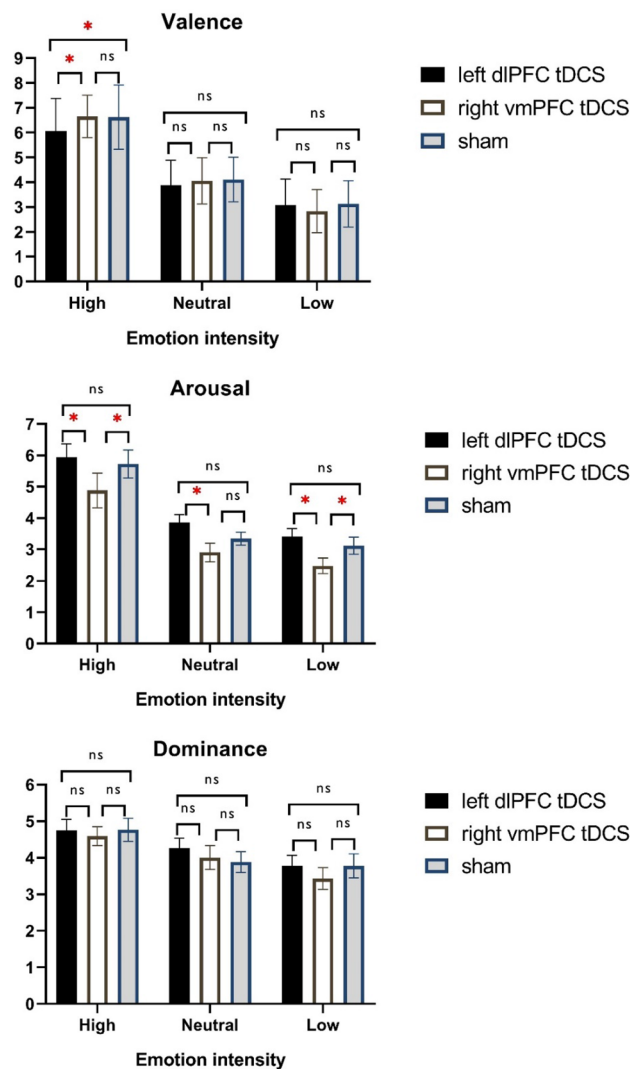 Valence
*
* ns
ns
ns ns
ns
ns ns
9
8
7
6
5
4
3
2
1
0
High Neutral Low
Emotion intensity
left dlPFC tDCS
right vmPFC tDCS
sham
Arousal
ns
* *
ns
* ns
ns
* *
7
6
5
4
3
2
1
0
High Neutral Low
Emotion intensity
left dlPFC tDCS
right vmPFC tDCS
sham
Dominance
ns
ns ns
ns
ns ns
ns
ns ns
6
5
4
3
2
1
0
High Neutral Low
Emotion intensity
left dlPFC tDCS
right vmPFC tDCS
sham